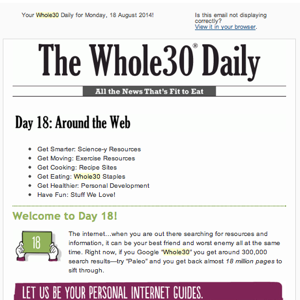 Your Whole30 Daily for Monday, 18 August 2014!
Is this email not displaying
correctly?
View it in your browser.
The Whole30® Daily
All the News That's Fit to Eat
Day 18: Around the Web
Get Smarter: Science-y Resources
Get Moving: Exercise Resources
Get Cooking: Recipe Sites
Get Eating: Whole30 Staples
Get Healthier: Personal Development
Have Fun: Stuff We Love!
Welcome to Day 18!
18
The internet…when you are out there searching for resources and
information, it can be your best friend and worst enemy all at the same
time. Right now, if you Google "Whole30" you get around 300,000
search results—try "Paleo" and you get back almost 18 million pages to
sift through.
LET US BE YOUR PERSONAL INTERNET GUIDES.